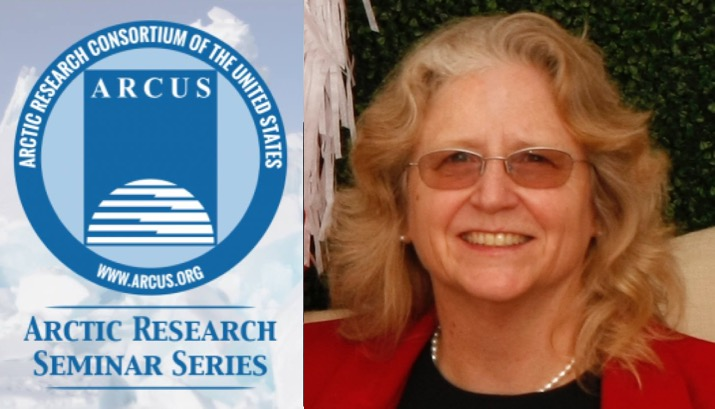 ARCTIC RESEARCH CONSORTIUM OF THE UNITED STATES
ARCUS
WWW.ARCUS.ORG
ARCTIC RESEARCH
SEMINAR SERIES